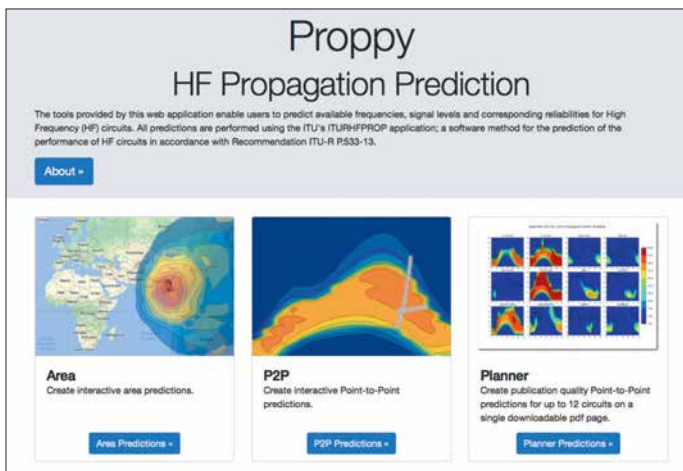 Proppy
HF Propagation Prediction
The tools provided by this web application enable users to predict available frequencies, signal levels and corresponding reliabilities for High
Frequency (HF) circuits. All predictions are performed using the ITU's ITURHFPROP application; a software method for the prediction of the
performance of HF circuits in accordance with Recommendation ITU-R P.533-13.
About »
Area
Create interactive area predictions.
Area Predictions »
P2P
Create interactive Point-to-Point
predictions.
P2P Predictions »
Planner
Create publication quality Point-to-Point
predictions for up to 12 circuits on a
single downloadable pdf page.
Planner Predictions »